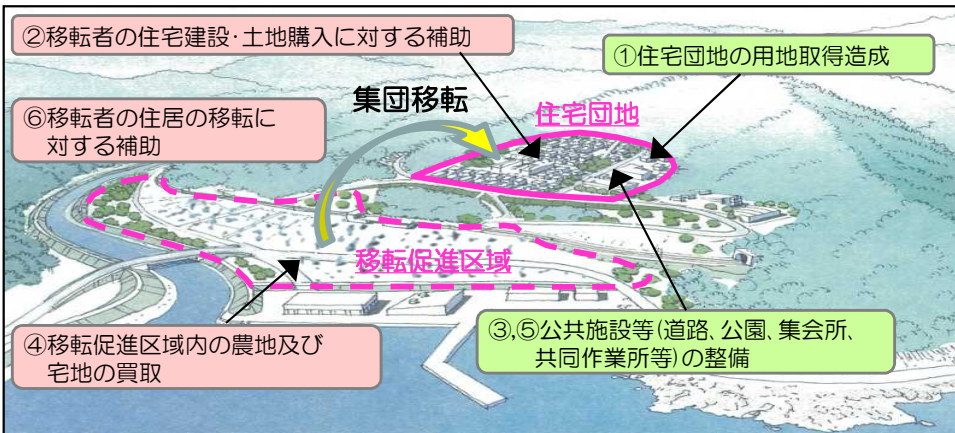 ②移転者の住宅建設･土地購入に対する補助
①住宅団地の用地取得造成
集団移転
住宅団地
⑥移転者の住居の移転に
対する補助
移転促進区域
④移転促進区域内の農地及び
宅地の買取
③,⑤公共施設等(道路、公園、集会所、
共同作業所等)の整備